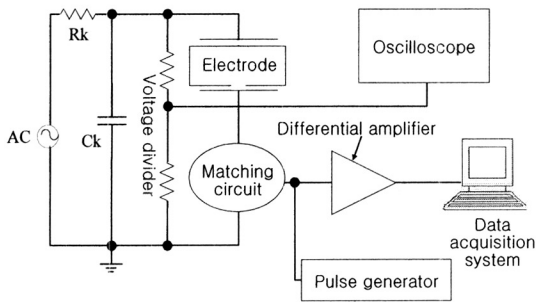 Rk
Oscilloscope
Electrode
Voltage divider
AC
Ck
Differential amplifier
Matching
circuit
Data
acquisition
system
Pulse generator